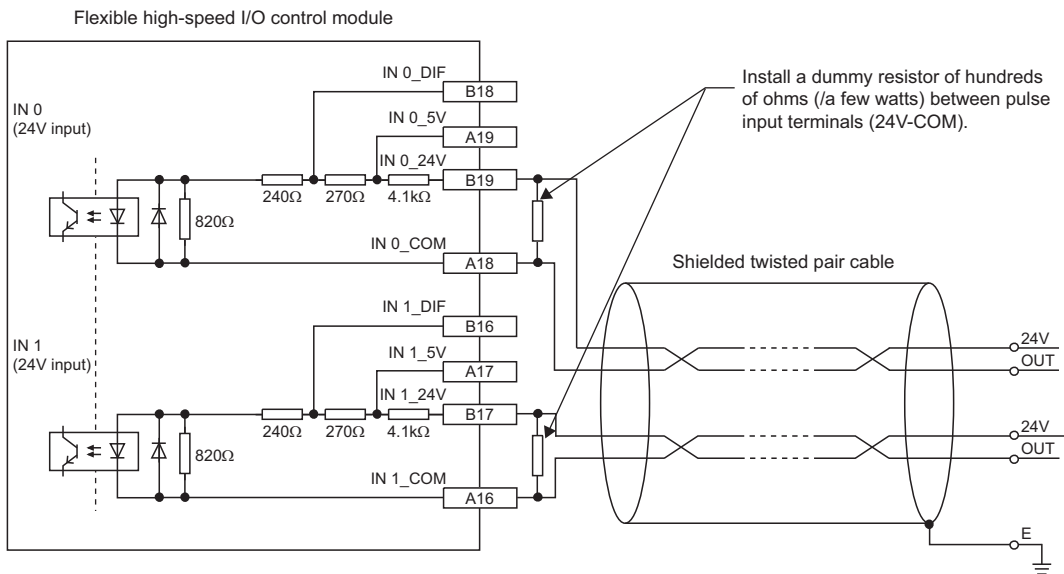 Flexible high-speed I/O control module
IN 0
(24V input)
IN 0_DIF
B18
IN 0_5V
A19
IN 0_24V
B19
240Ω
270Ω
4.1kΩ
820Ω
IN 0_COM
A18
Install a dummy resistor of hundreds
of ohms (/a few watts) between pulse
input terminals (24V-COM).
Shielded twisted pair cable
IN 1
(24V input)
IN 1_DIF
B16
IN 1_5V
A17
IN 1_24V
B17
240Ω
270Ω
4.1kΩ
820Ω
IN 1_COM
A16
24V
OUT
24V
OUT
E